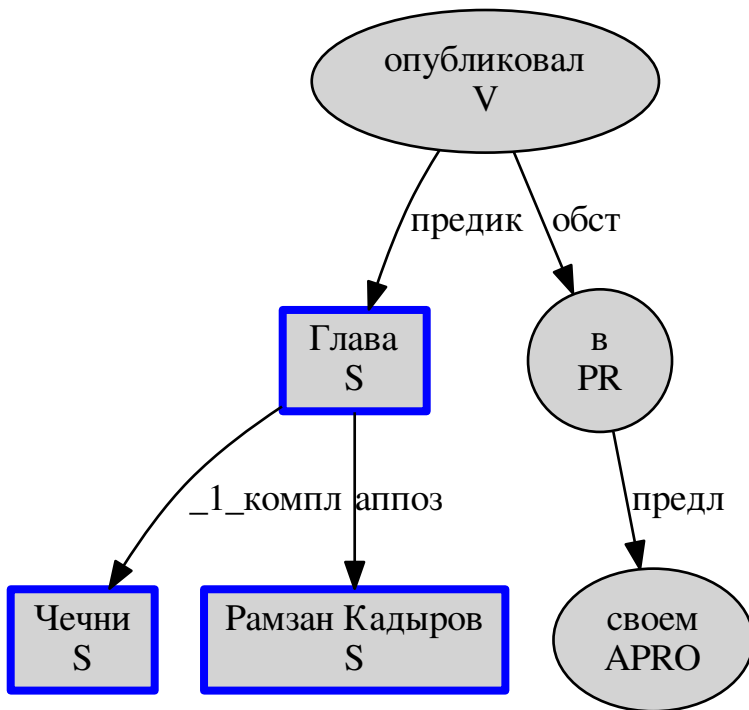 опубликовал
V
предик обст
Глава
S
в
PR
_1_компл аппоз
предл
Чечни
S
Рамзан Кадыров
S
своем
APRO